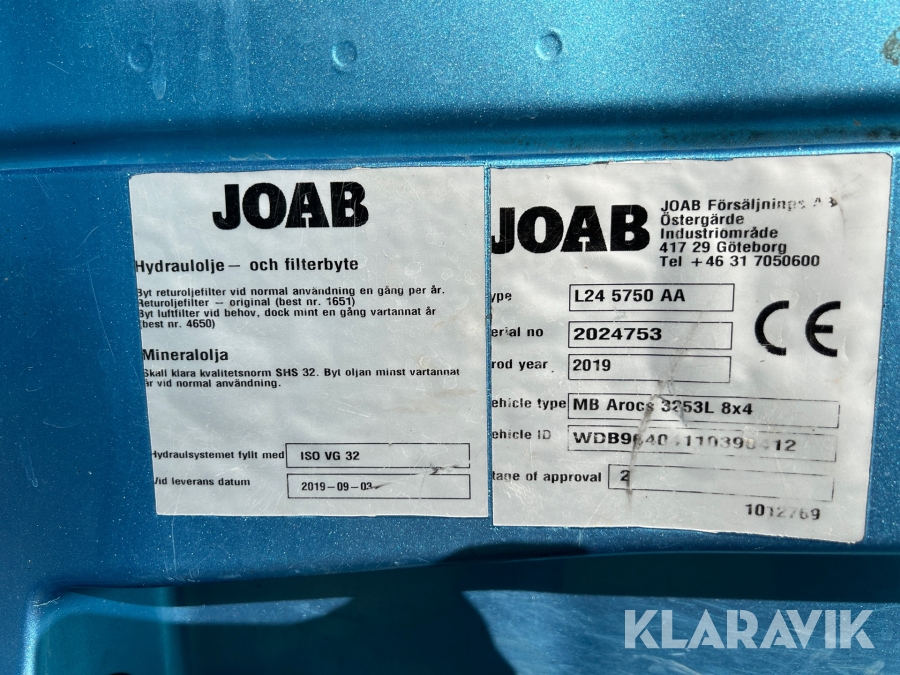 JOAB
Hydraulolje – och filterbyte
Byt returoljefilter vid normal användning en gång per år.
Returoljefilter – original (best nr. 1651)
Byt luftfilter vid behov, dock mint en gång vartannat år
(best nr. 4650)
Mineralolja
Skall klara kvalitetsnorm SHS 32. Byt oljan minst vartannat
år vid normal användning.
Hydraulsystemet fyllt med ISO VG 32
Vid leverans datum 2019-09-03
JOAB
JOAB Försäljnings AB
Östergärde
Industriområde
417 29 Göteborg
Tel +46 31 7050600
ype L24 5750 AA
erial no 2024753
rod year 2019
CE
ehicle type MB Arocs 3253L 8x4
ehicle ID
tage of approval 2
1012769
KLARAVIK